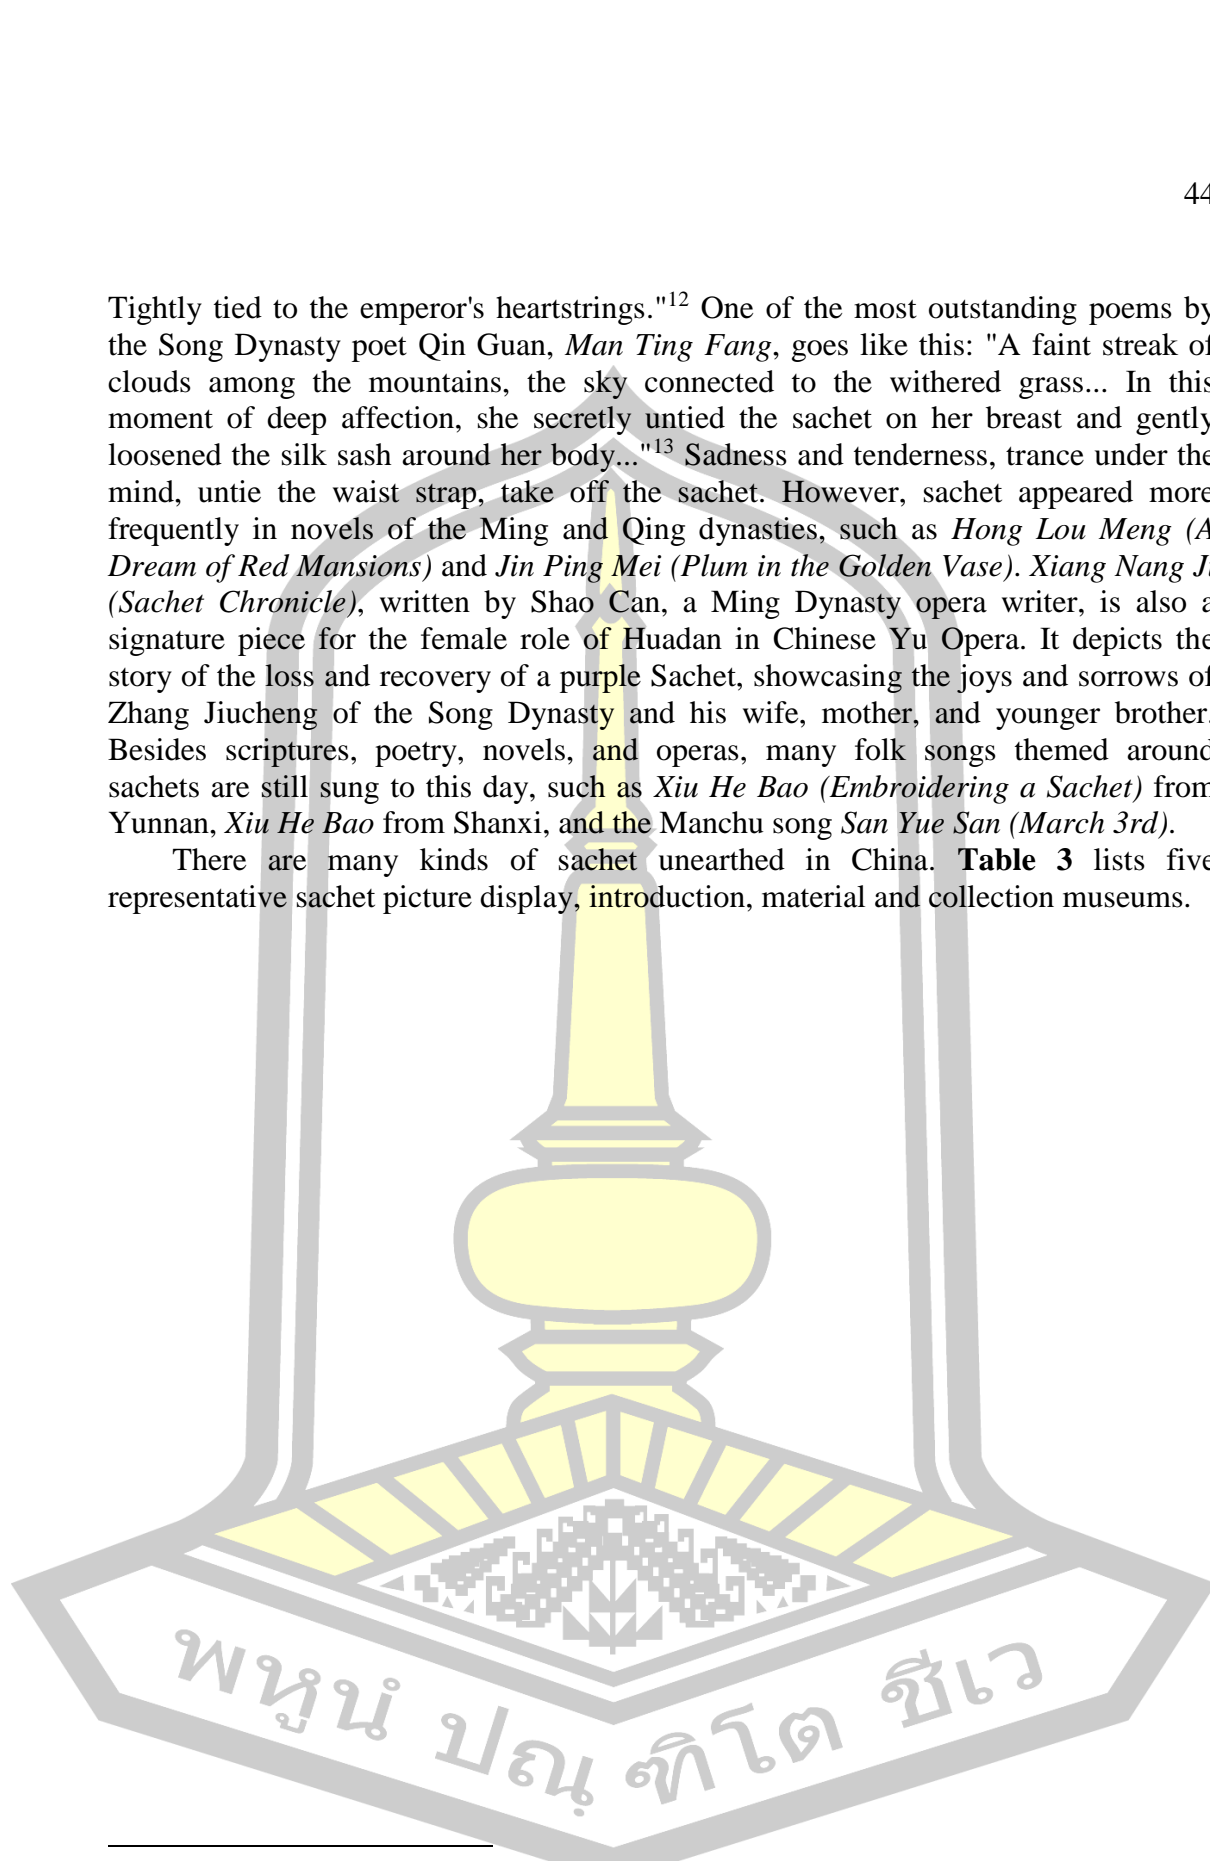 44
Tightly tied to the emperor's heartstrings."12 One of the most outstanding poems by
the Song Dynasty poet Qin Guan, Man Ting Fang, goes like this: "A faint streak of
clouds among the mountains, the sky connected to the withered grass... In this
moment of deep affection, she secretly untied the sachet on her breast and gently
loosened the silk sash around her body..."13 Sadness and tenderness, trance under the
mind, untie the waist strap, take off the sachet. However, sachet appeared more
frequently in novels of the Ming and Qing dynasties, such as Hong Lou Meng (A
Dream of Red Mansions) and Jin Ping Mei (Plum in the Golden Vase). Xiang Nang Ji
(Sachet Chronicle), written by Shao Can, a Ming Dynasty opera writer, is also a
signature piece for the female role of Huadan in Chinese Yu Opera. It depicts the
story of the loss and recovery of a purple Sachet, showcasing the joys and sorrows of
Zhang Jiucheng of the Song Dynasty and his wife, mother, and younger brother.
Besides scriptures, poetry, novels, and operas, many folk songs themed around
sachets are still sung to this day, such as Xiu He Bao (Embroidering a Sachet) from
Yunnan, Xiu He Bao from Shanxi, and the Manchu song San Yue San (March 3rd).
There are many kinds of sachet unearthed in China. Table 3 lists five
representative sachet picture display, introduction, material and collection museums.
พหูนํ ปณฺฑิโต ชีเว